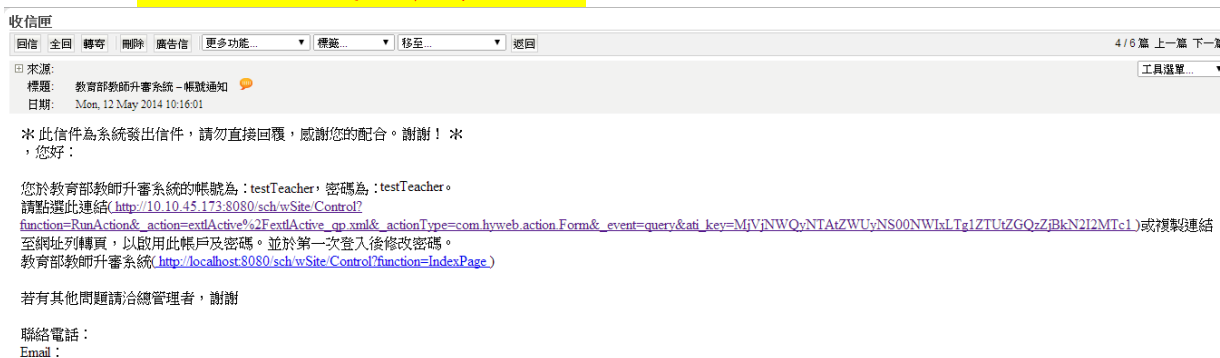 收信匣
回信 全回 轉寄 刪除 廣告信 更多功能... 標籤... 移至... 返回 4/6篇 上一篇 下一篇
來源: 工具選單...
標題: 教育部教師升審系統－帳號通知
日期: Mon, 12 May 2014 10:16:01
＊此信件為系統發出信件，請勿直接回覆，感謝您的配合。謝謝！＊
，您好：
您於教育部教師升審系統的帳號為：testTeacher，密碼為：testTeacher。
請點選此連結( http://10.10.45.173:8080/sch/wSite/Control?
function=RunAction&_action=extlActive%2FextlActive_qp.xml&_actionType=com.hyweb.action.Form&_event=query&ati_key=MjVjNWQyNTAtZWUyNS00NWIxLTg1ZTUtZGQzZjBkN2I2MTc1 )或複製連結
至網址列轉頁，以啟用此帳戶及密碼。並於第一次登入後修改密碼。
教育部教師升審系統( http://localhost:8080/sch/wSite/Control?function=IndexPage )
若有其他問題請洽總管理者，謝謝
聯絡電話：
Email：